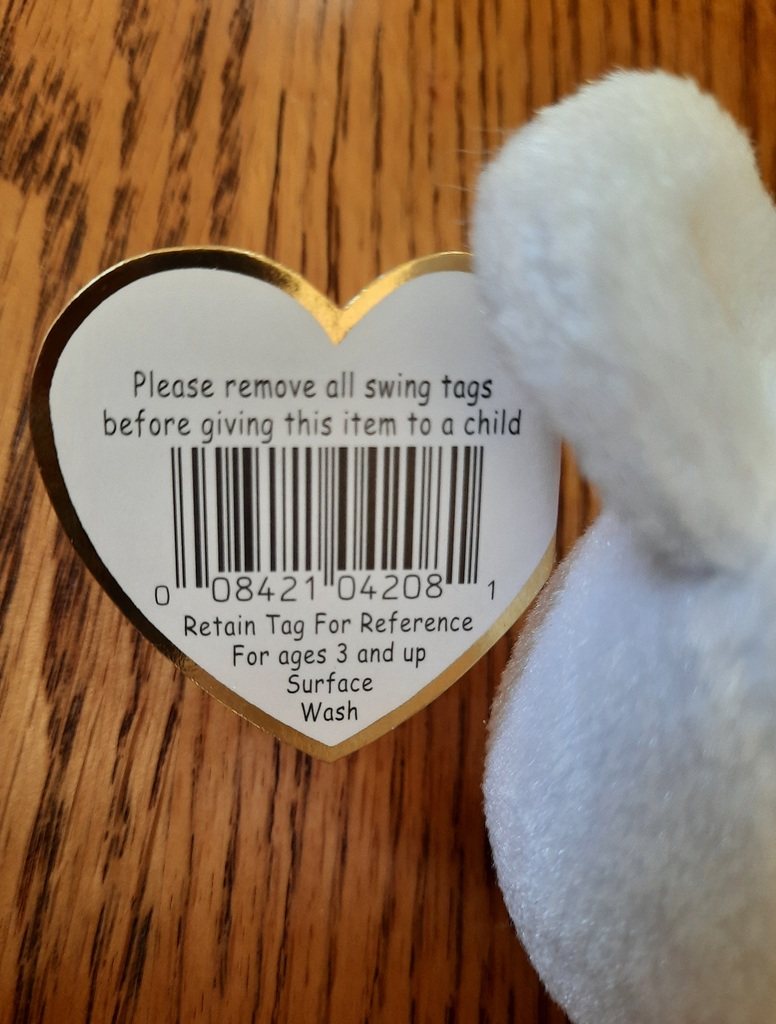 Please remove all swing tags
before giving this item to a child
0 08421 04208 1
Retain Tag For Reference
For ages 3 and up
Surface
Wash